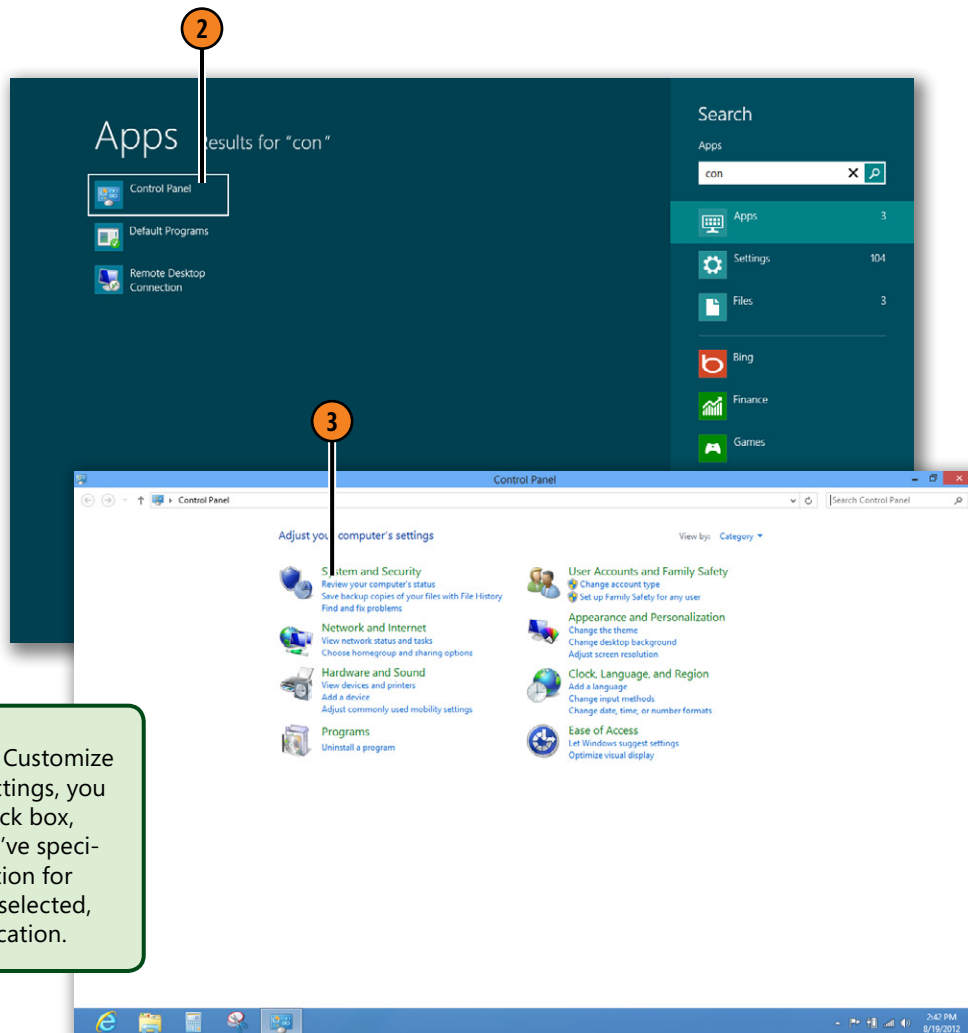 2
Apps Results for "con"
Control Panel
Default Programs
Remote Desktop
Connection
Search
Apps
con
Apps 3
Settings 104
Files 3
Bing
Finance
Games
3
Control Panel
Control Panel
Search Control Panel
Adjust your computer's settings
View by: Category
System and Security
Review your computer's status
Save backup copies of your files with File History
Find and fix problems
Network and Internet
View network status and tasks
Choose homegroup and sharing options
Hardware and Sound
View devices and printers
Add a device
Adjust commonly used mobility settings
Programs
Uninstall a program
User Accounts and Family Safety
Change account type
Set up Family Safety for any user
Appearance and Personalization
Change the theme
Change desktop background
Adjust screen resolution
Clock, Language, and Region
Add a language
Change input methods
Change date, time, or number formats
Ease of Access
Let Windows suggest settings
Optimize visual display
Customize
ttings, you
ck box,
've speci-
tion for
selected,
cation.
2:42 PM
8/19/2012